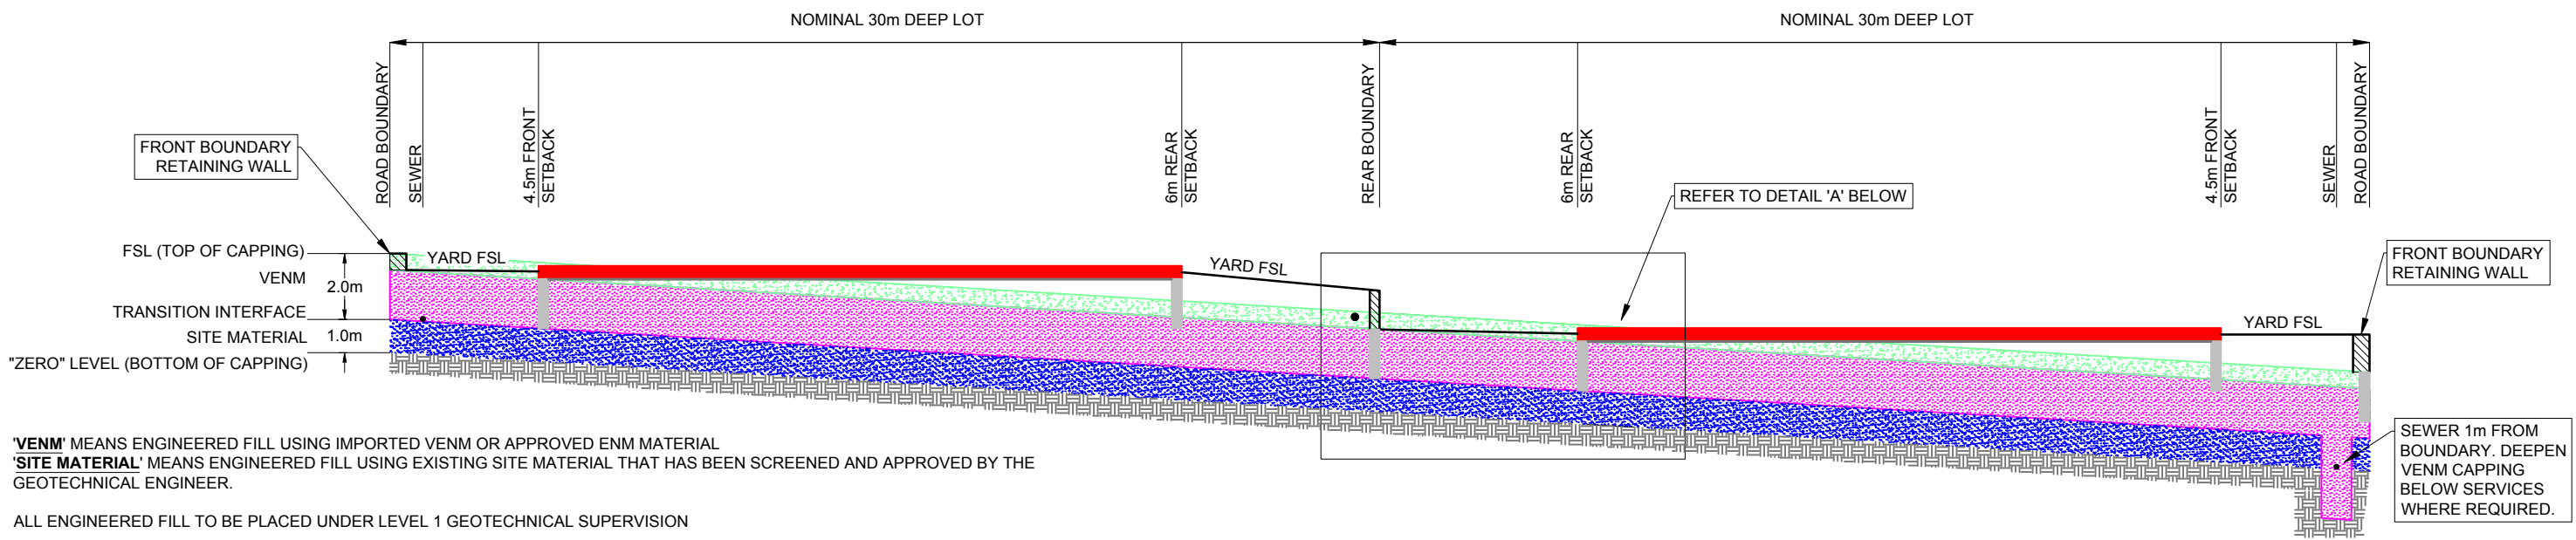 NOMINAL 30m DEEP LOT
NOMINAL 30m DEEP LOT
ROAD BOUNDARY
SEWER
4.5m FRONT
SETBACK
6m REAR
SETBACK
REAR BOUNDARY
6m REAR
SETBACK
4.5m FRONT
SETBACK
SEWER
ROAD BOUNDARY
FRONT BOUNDARY
RETAINING WALL
REFER TO DETAIL 'A' BELOW
FRONT BOUNDARY
RETAINING WALL
FSL (TOP OF CAPPING)
VENM
TRANSITION INTERFACE
SITE MATERIAL
"ZERO" LEVEL (BOTTOM OF CAPPING)
2.0m
1.0m
YARD FSL
YARD FSL
YARD FSL
SEWER 1m FROM
BOUNDARY. DEEPEN
VENM CAPPING
BELOW SERVICES
WHERE REQUIRED.
'VENM' MEANS ENGINEERED FILL USING IMPORTED VENM OR APPROVED ENM MATERIAL
'SITE MATERIAL' MEANS ENGINEERED FILL USING EXISTING SITE MATERIAL THAT HAS BEEN SCREENED AND APPROVED BY THE
GEOTECHNICAL ENGINEER.
ALL ENGINEERED FILL TO BE PLACED UNDER LEVEL 1 GEOTECHNICAL SUPERVISION